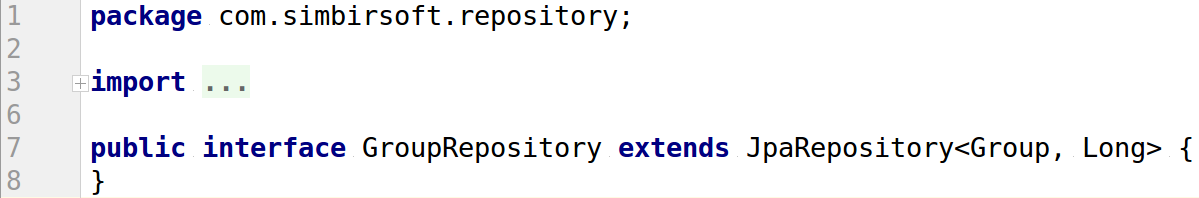 1 package com.simbirsoft.repository;
2
3 import ...
6
7 public interface GroupRepository extends JpaRepository<Group, Long> {
8 }